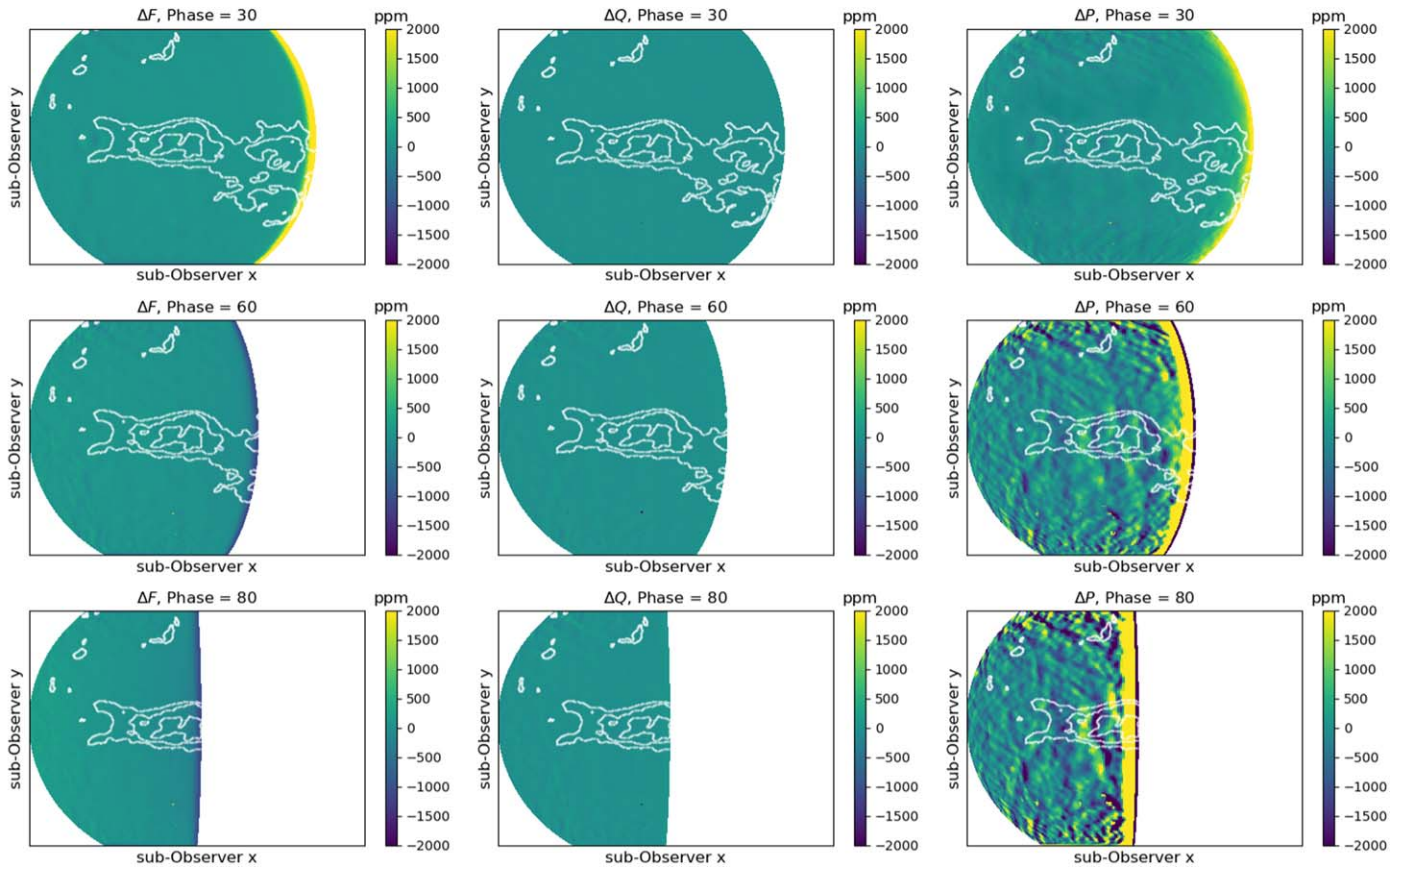 ΔF, Phase = 30
ppm
2000
1500
1000
500
0
−500
−1000
−1500
−2000
sub-Observer y
sub-Observer x
ΔQ, Phase = 30
ppm
2000
1500
1000
500
0
−500
−1000
−1500
−2000
sub-Observer y
sub-Observer x
ΔP, Phase = 30
ppm
2000
1500
1000
500
0
−500
−1000
−1500
−2000
sub-Observer y
sub-Observer x
ΔF, Phase = 60
ppm
2000
1500
1000
500
0
−500
−1000
−1500
−2000
sub-Observer y
sub-Observer x
ΔQ, Phase = 60
ppm
2000
1500
1000
500
0
−500
−1000
−1500
−2000
sub-Observer y
sub-Observer x
ΔP, Phase = 60
ppm
2000
1500
1000
500
0
−500
−1000
−1500
−2000
sub-Observer y
sub-Observer x
ΔF, Phase = 80
ppm
2000
1500
1000
500
0
−500
−1000
−1500
−2000
sub-Observer y
sub-Observer x
ΔQ, Phase = 80
ppm
2000
1500
1000
500
0
−500
−1000
−1500
−2000
sub-Observer y
sub-Observer x
ΔP, Phase = 80
ppm
2000
1500
1000
500
0
−500
−1000
−1500
−2000
sub-Observer y
sub-Observer x